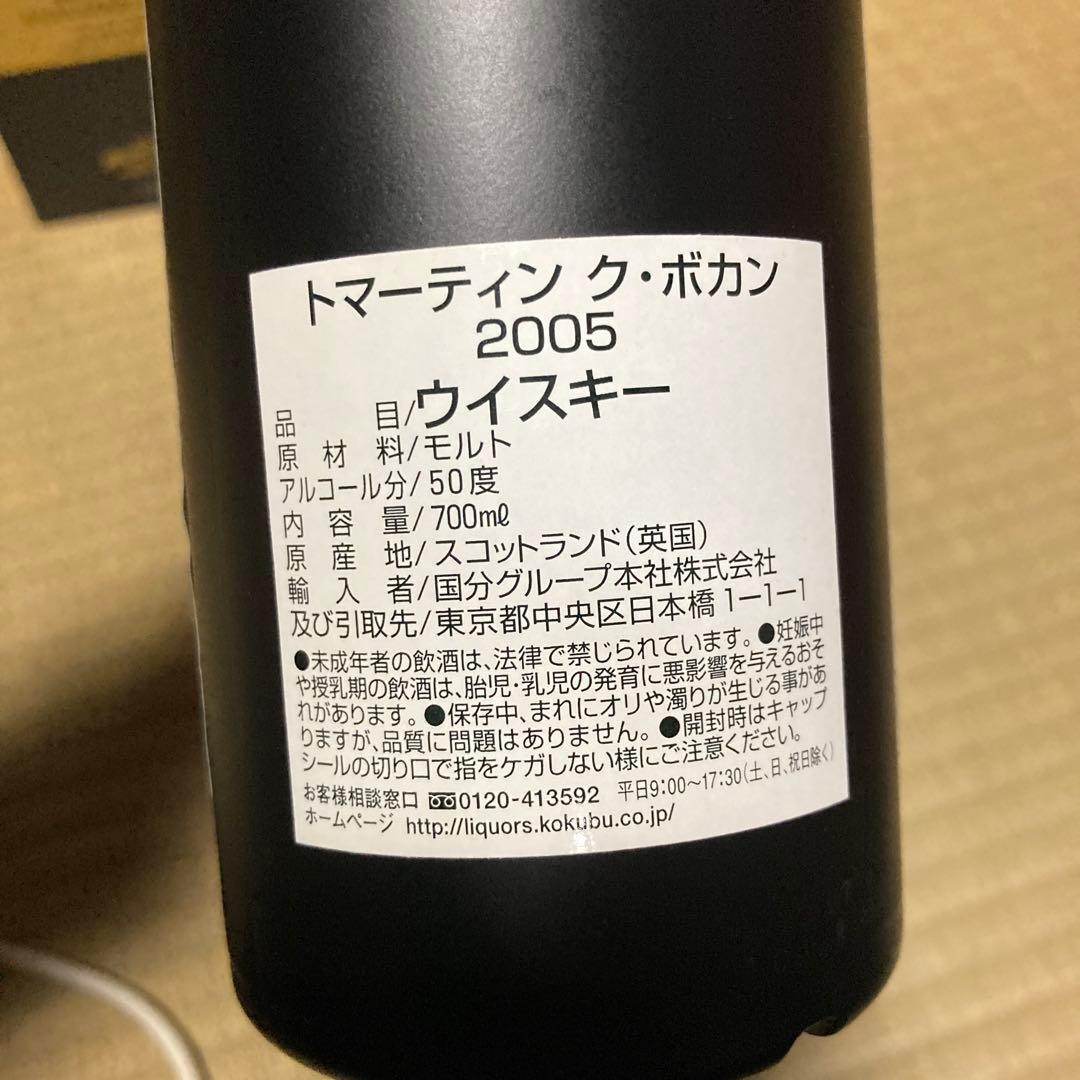 トマーティン ク・ボカン
2005
品目/ウイスキー
原材料/モルト
アルコール分/50度
内容量/700mℓ
原産地/スコットランド(英国)
輸入者/国分グループ本社株式会社
及び引取先/東京都中央区日本橋1-1-1
●未成年者の飲酒は、法律で禁じられています。●妊娠中
や授乳期の飲酒は、胎児・乳児の発育に悪影響を与えるおそ
れがあります。●保存中、まれにオリや濁りが生じる事があ
りますが、品質に問題はありません。●開封時はキャップ
シールの切り口で指をケガしない様にご注意ください。
お客様相談窓口 0120-413592 平日9:00〜17:30(土、日、祝日除く)
ホームページ http://liquors.kokubu.co.jp/